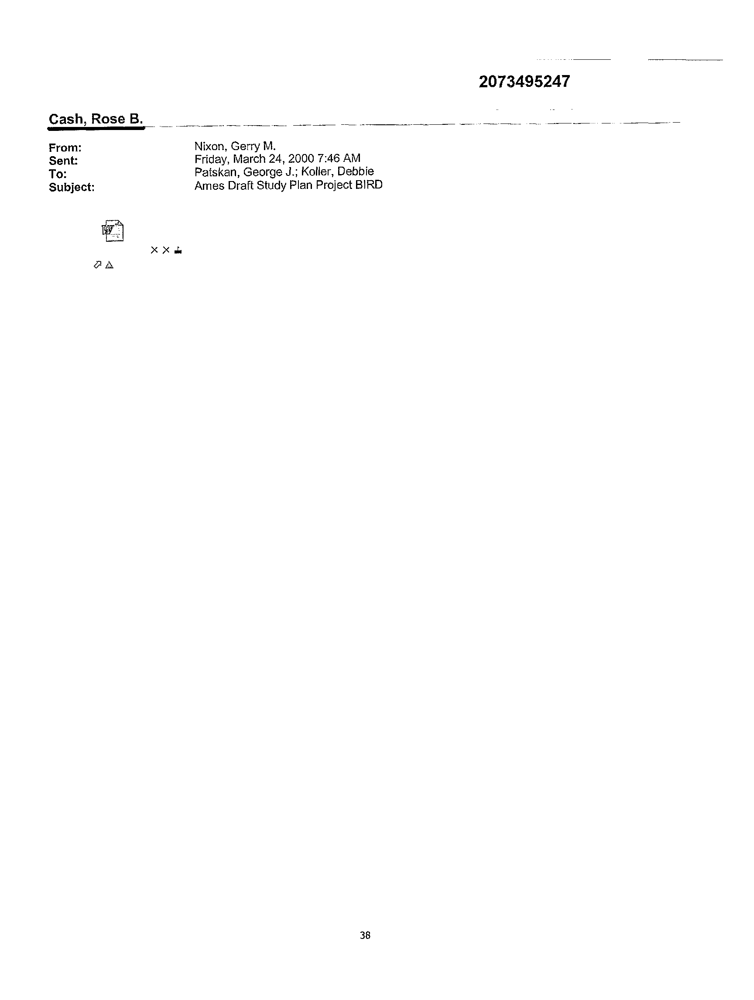 2073495247
Cash, Rose B.
From: Nixon, Gerry M.
Sent: Friday, March 24, 2000 7:46 AM
To: Patskan, George J.; Koller, Debbie
Subject: Ames Draft Study Plan Project BIRD
38